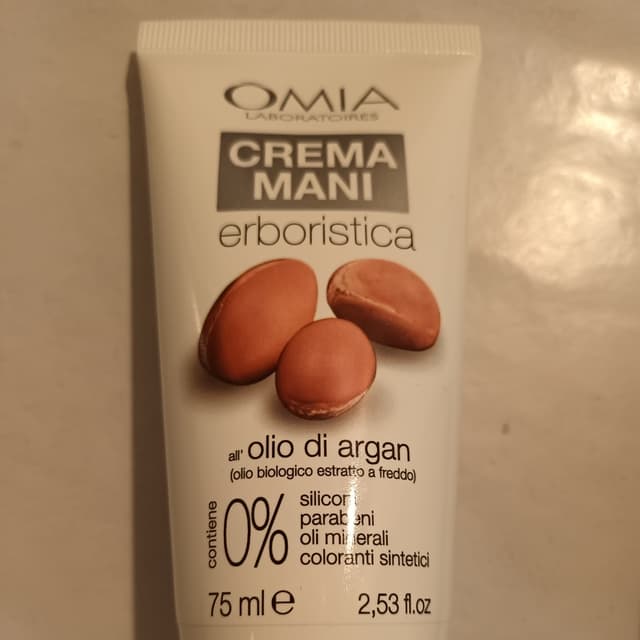 OMIA
LABORATOIRES
CREMA
MANI
erboristica
all' olio di argan
(olio biologico estratto a freddo)
contiene
0%
siliconi
parabeni
oli minerali
coloranti sintetici
75 ml e 2,53 fl.oz